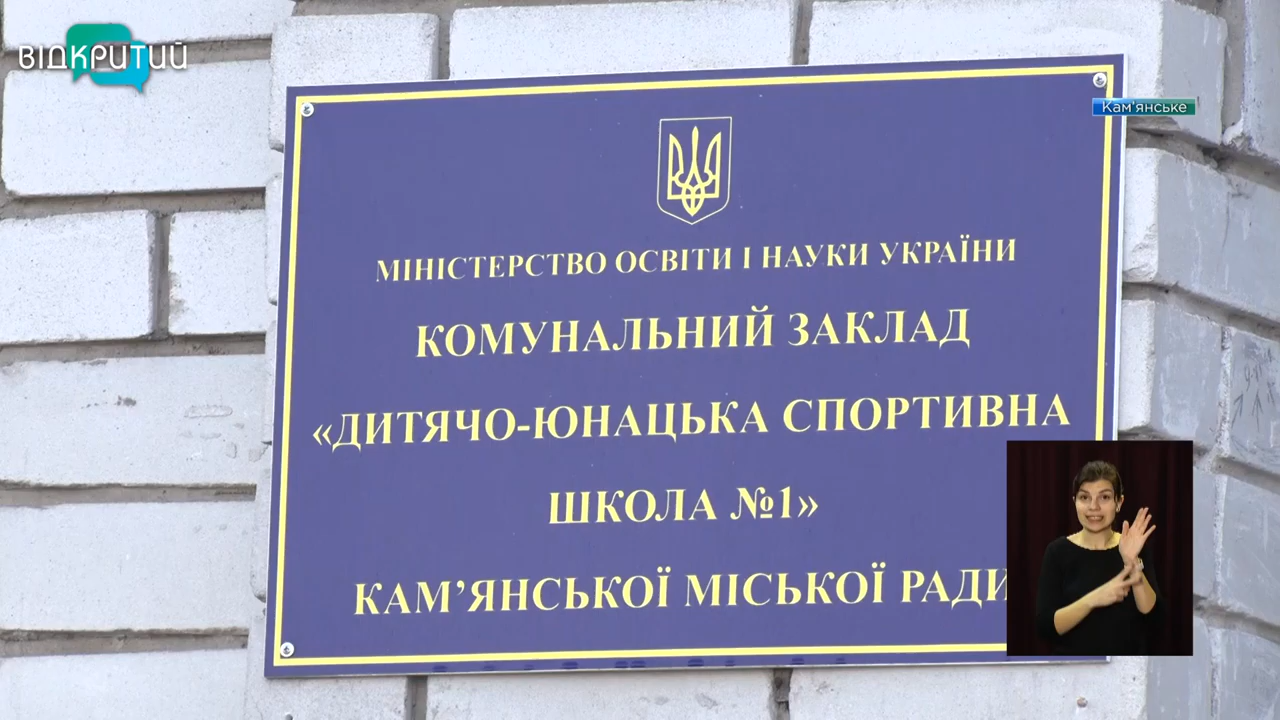 ВІДКРИТИЙ
Кам'янське
МІНІСТЕРСТВО ОСВІТИ І НАУКИ УКРАЇНИ
КОМУНАЛЬНИЙ ЗАКЛАД
«ДИТЯЧО-ЮНАЦЬКА СПОРТИВНА
ШКОЛА №1»
КАМ’ЯНСЬКОЇ МІСЬКОЇ РАДИ